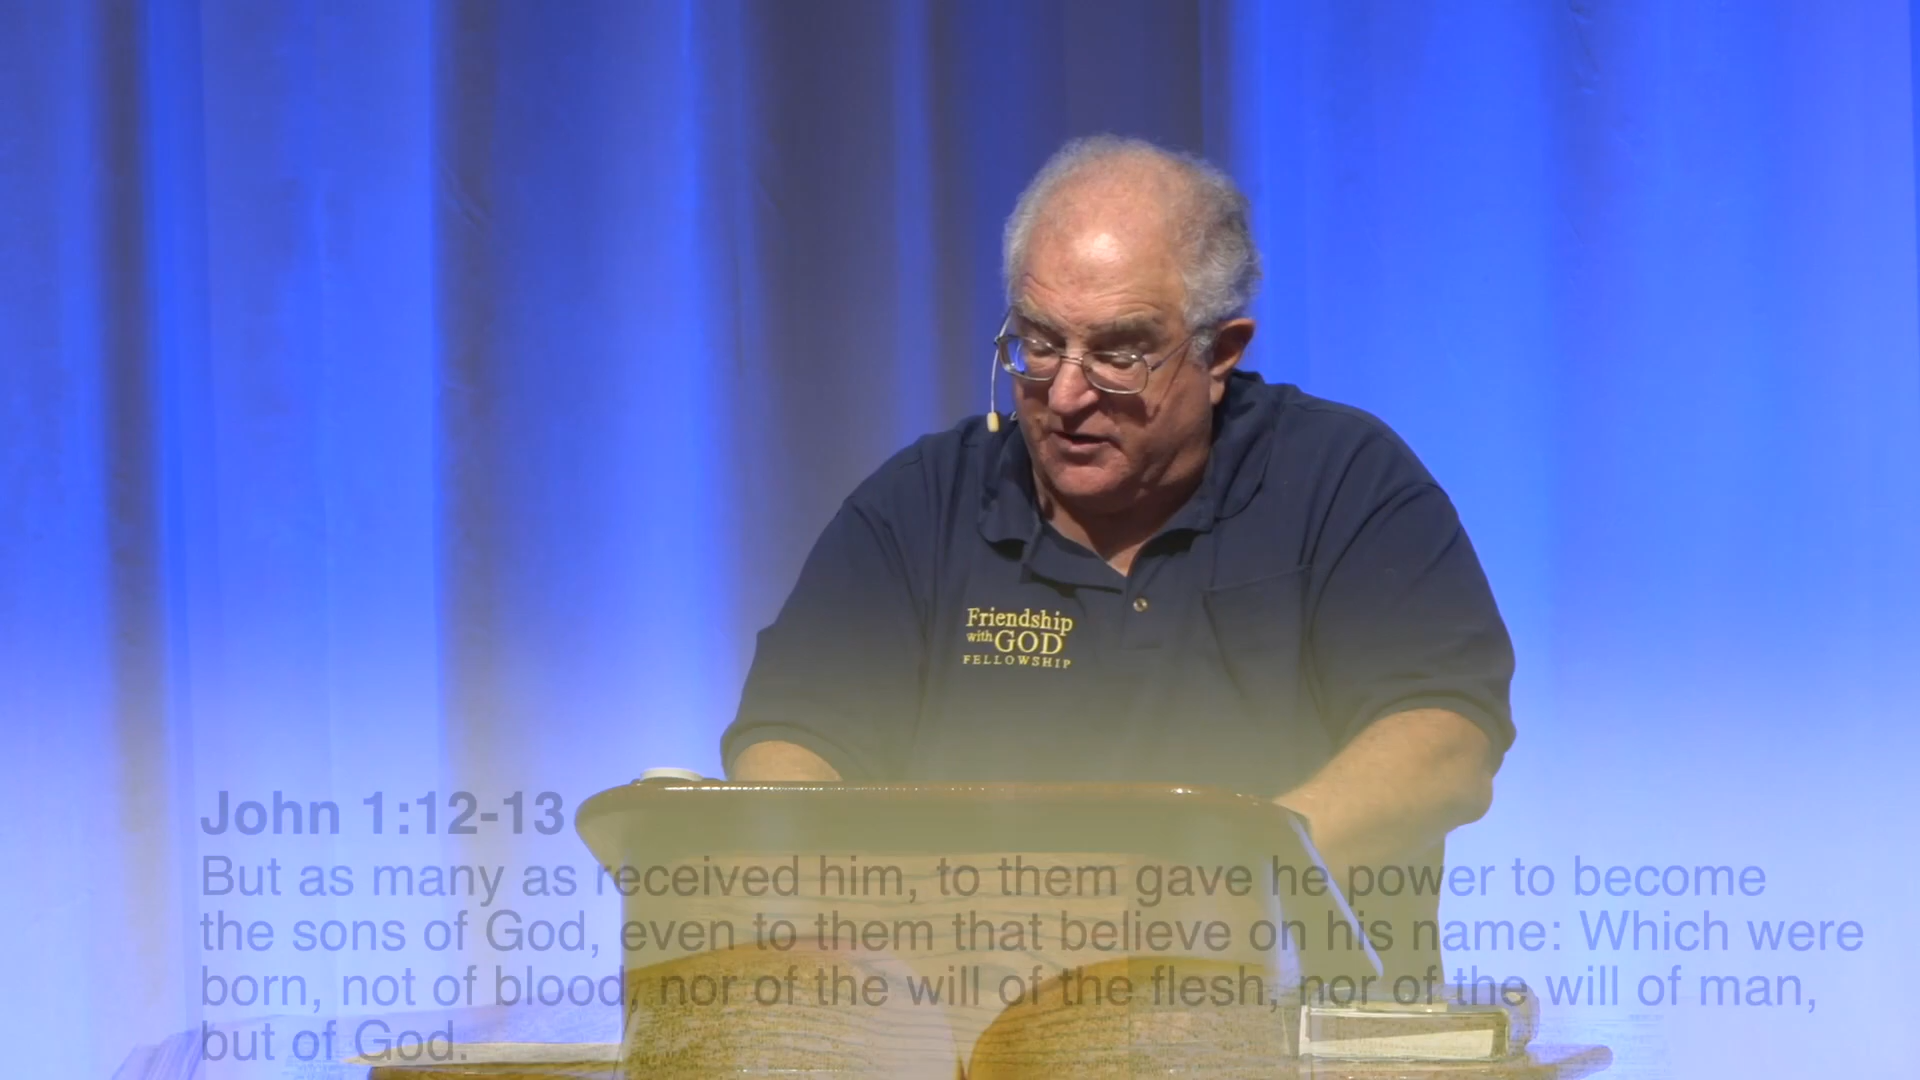 Friendship
with GOD
FELLOWSHIP
John 1:12-13
But as many as received him, to them gave he power to become
the sons of God, even to them that believe on his name: Which were
born, not of blood, nor of the will of the flesh, nor of the will of man,
but of God.